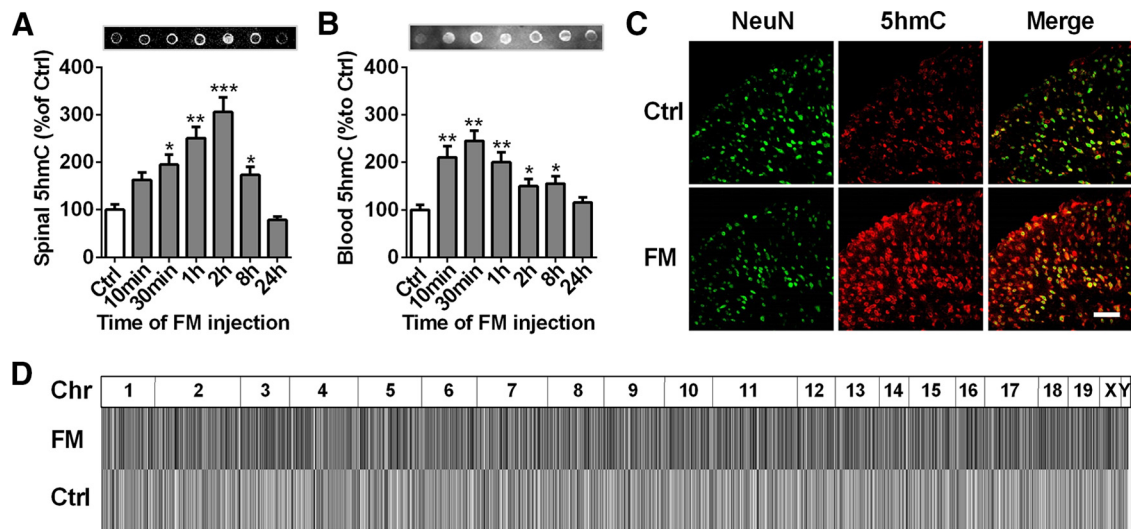 A
Spinal 5hmC (%of Ctrl)
400
300
200
100
0
*
**
***
*
Ctrl
10min
30min
1h
2h
8h
24h
Time of FM injection
B
Blood 5hmC (%to Ctrl)
400
300
200
100
0
**
**
**
*
*
Ctrl
10min
30min
1h
2h
8h
24h
Time of FM injection
C
NeuN 5hmC Merge
Ctrl
FM
D
Chr 1 2 3 4 5 6 7 8 9 10 11 12 13 14 15 16 17 18 19 X Y
FM
Ctrl